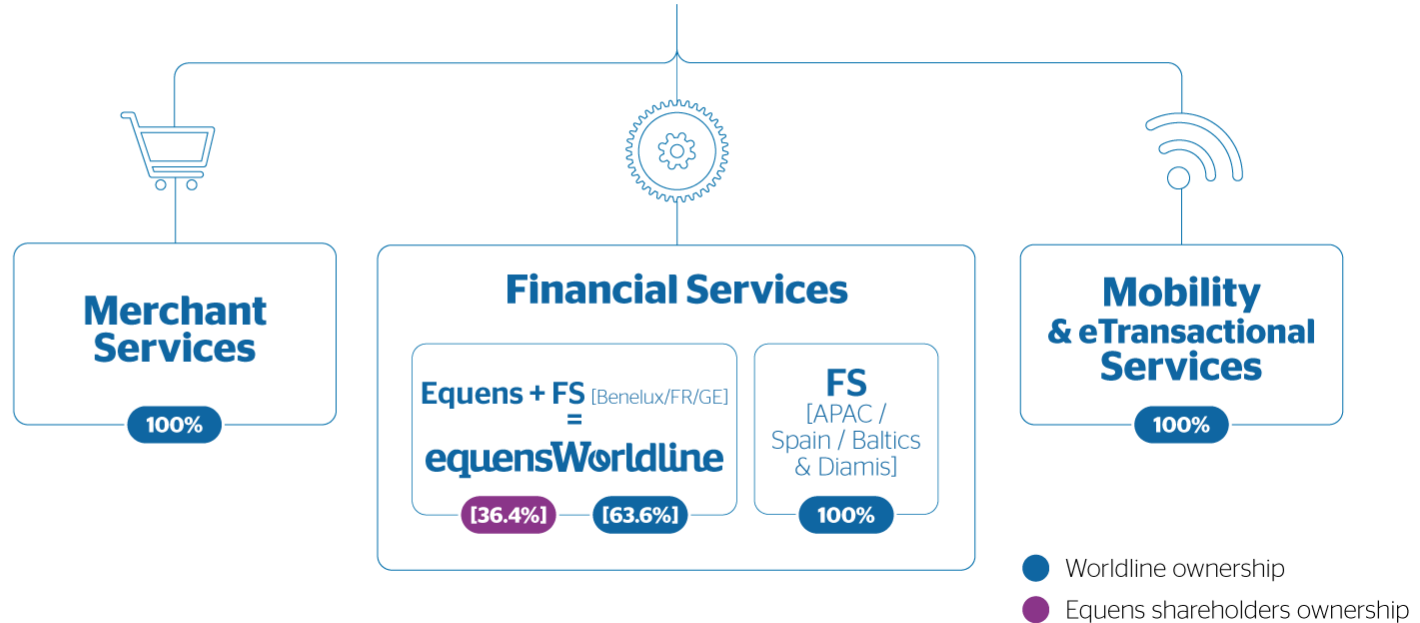 Merchant
Services
100%
Financial Services
Equens + FS [Benelux/FR/GE]
=
equensWorldline
[36.4%]
[63.6%]
FS
[APAC /
Spain / Baltics
& Diamis]
100%
Mobility
& eTransactional
Services
100%
Worldline ownership
Equens shareholders ownership